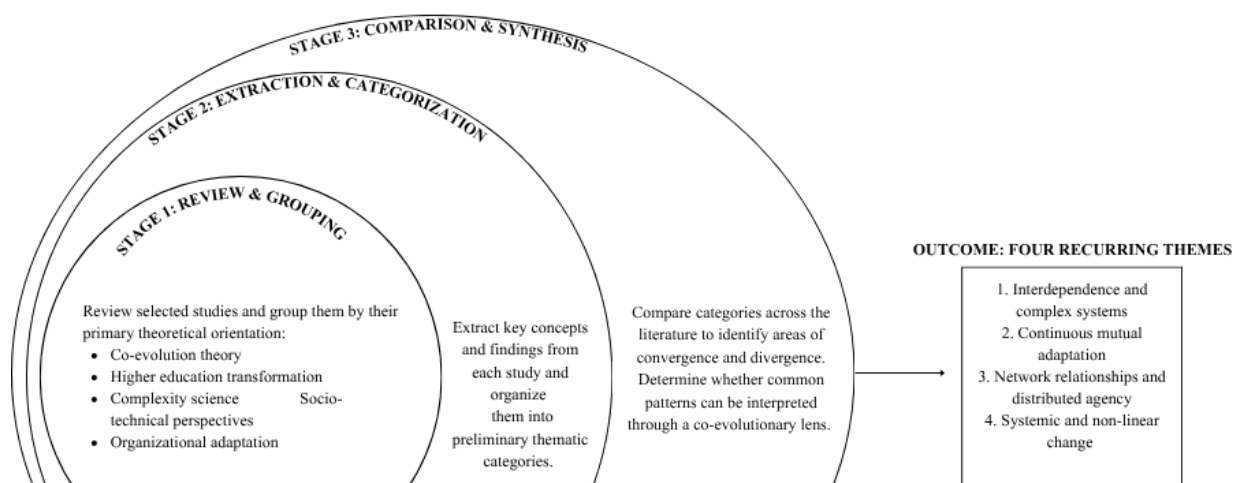 STAGE 3: COMPARISON & SYNTHESIS
STAGE 2: EXTRACTION & CATEGORIZATION
STAGE 1: REVIEW & GROUPING
Review selected studies and group them by their
primary theoretical orientation:
• Co-evolution theory
• Higher education transformation
• Complexity science Socio-
technical perspectives
• Organizational adaptation
Extract key concepts
and findings from
each study and
organize
them into
preliminary thematic
categories.
Compare categories across the
literature to identify areas of
convergence and divergence.
Determine whether common
patterns can be interpreted
through a co-evolutionary lens.
OUTCOME: FOUR RECURRING THEMES
1. Interdependence and
complex systems
2. Continuous mutual
adaptation
3. Network relationships and
distributed agency
4. Systemic and non-linear
change